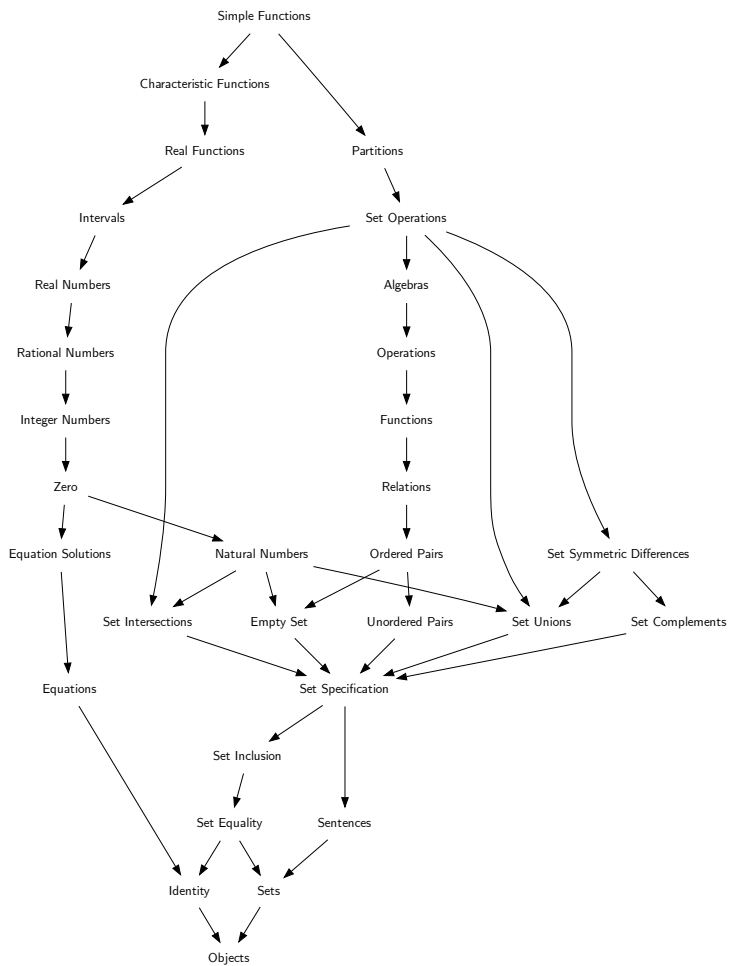 Simple Functions
Characteristic Functions
Real Functions
Partitions
Intervals
Set Operations
Real Numbers
Algebras
Rational Numbers
Operations
Integer Numbers
Functions
Zero
Relations
Equation Solutions
Natural Numbers
Ordered Pairs
Set Symmetric Differences
Set Intersections
Empty Set
Unordered Pairs
Set Unions
Set Complements
Equations
Set Specification
Set Inclusion
Set Equality
Sentences
Identity
Sets
Objects